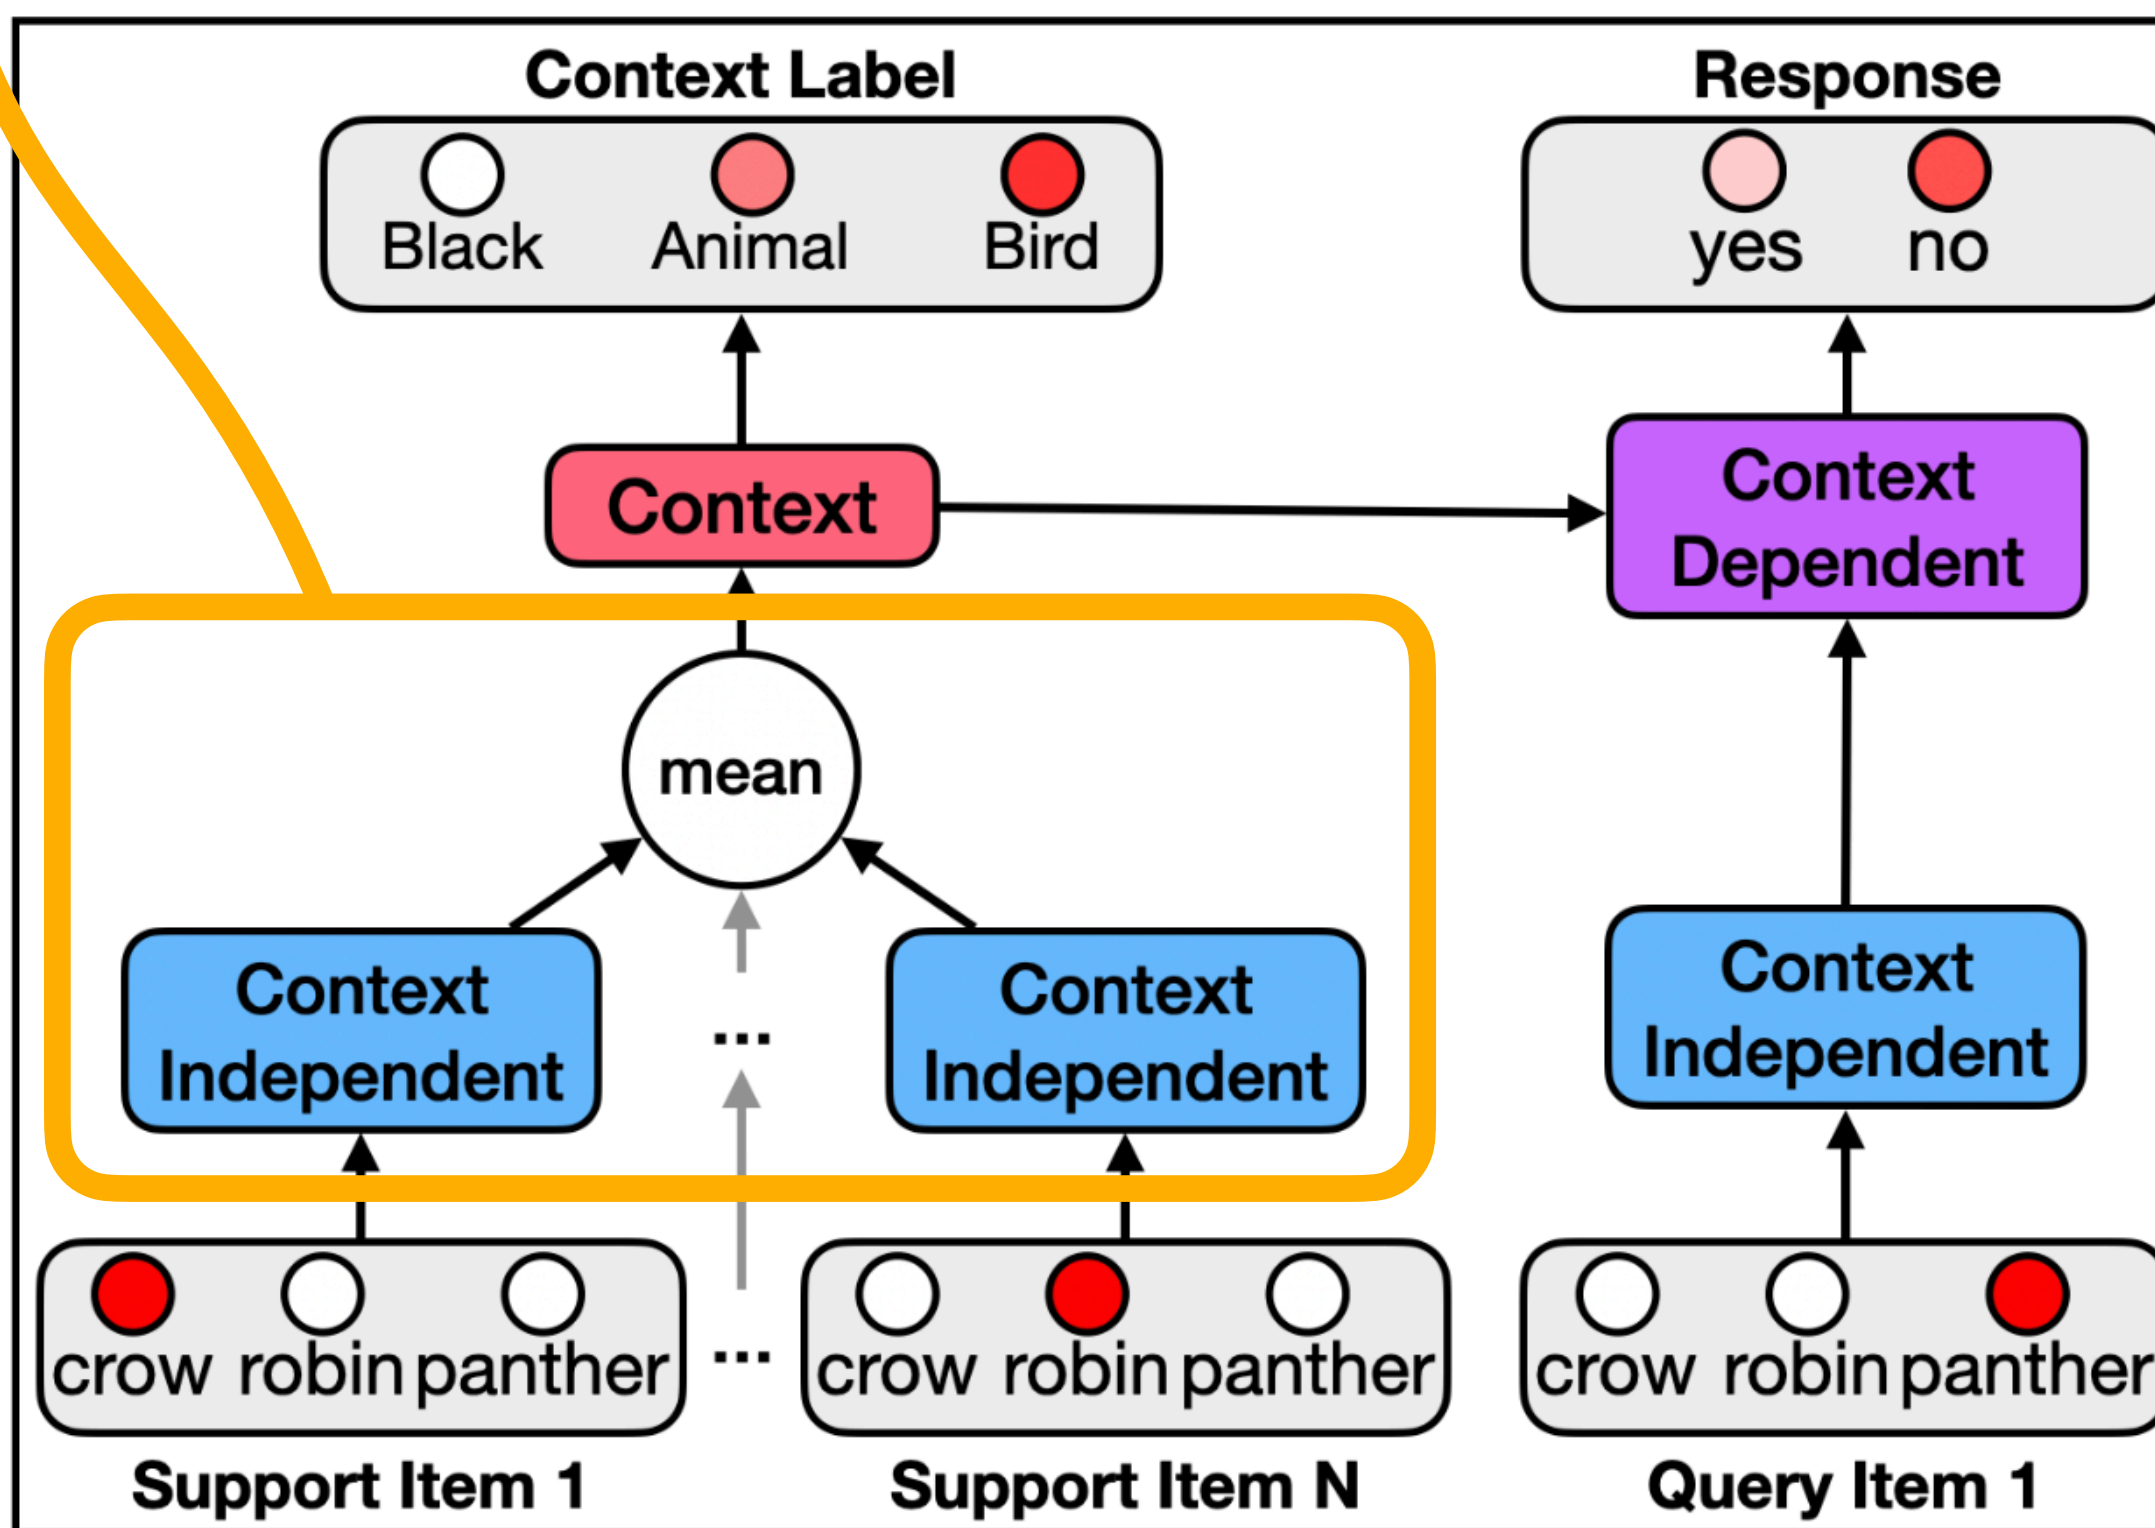 Context Label
Response
Black Animal Bird
yes no
Context
Context
Dependent
mean
Context
Independent
...
Context
Independent
Context
Independent
crow robin panther
...
crow robin panther
crow robin panther
Support Item 1
Support Item N
Query Item 1